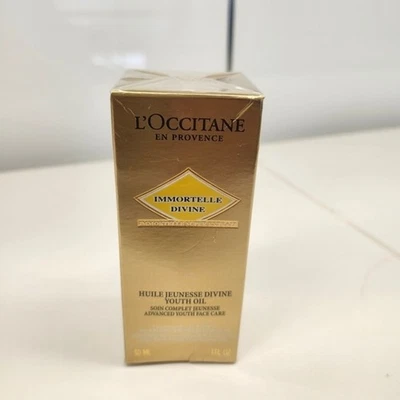 L'OCCITANE
EN PROVENCE
IMMORTELLE
DIVINE
HUILE JEUNESSE DIVINE
YOUTH OIL
SOIN COMPLET JEUNESSE
ADVANCED YOUTH FACE CARE